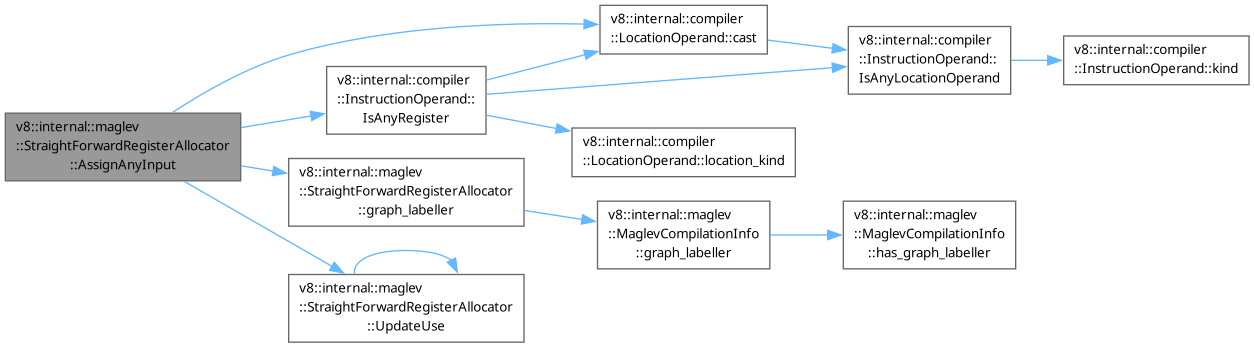 v8::internal::maglev
::StraightForwardRegisterAllocator
::AssignAnyInput
v8::internal::compiler
::InstructionOperand::
IsAnyRegister
v8::internal::maglev
::StraightForwardRegisterAllocator
::graph_labeller
v8::internal::maglev
::StraightForwardRegisterAllocator
::UpdateUse
v8::internal::compiler
::LocationOperand::cast
v8::internal::compiler
::LocationOperand::location_kind
v8::internal::maglev
::MaglevCompilationInfo
::graph_labeller
v8::internal::compiler
::InstructionOperand::
IsAnyLocationOperand
v8::internal::maglev
::MaglevCompilationInfo
::has_graph_labeller
v8::internal::compiler
::InstructionOperand::kind